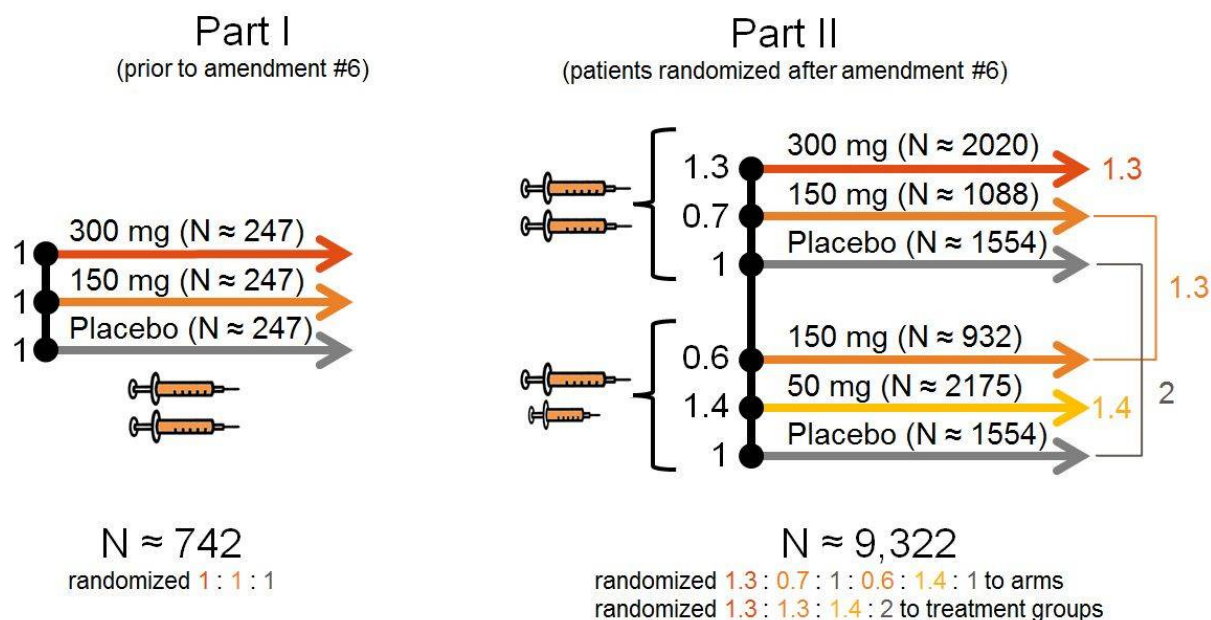 Part I
(prior to amendment #6)
1
300 mg (N ≈ 247)
1
150 mg (N ≈ 247)
1
Placebo (N ≈ 247)
N ≈ 742
randomized 1 : 1 : 1
Part II
(patients randomized after amendment #6)
1.3
300 mg (N ≈ 2020)
1.3
0.7
150 mg (N ≈ 1088)
1
Placebo (N ≈ 1554)
1.3
0.6
150 mg (N ≈ 932)
1.4
50 mg (N ≈ 2175)
1.4
2
1
Placebo (N ≈ 1554)
N ≈ 9,322
randomized 1.3 : 0.7 : 1 : 0.6 : 1.4 : 1 to arms
randomized 1.3 : 1.3 : 1.4 : 2 to treatment groups